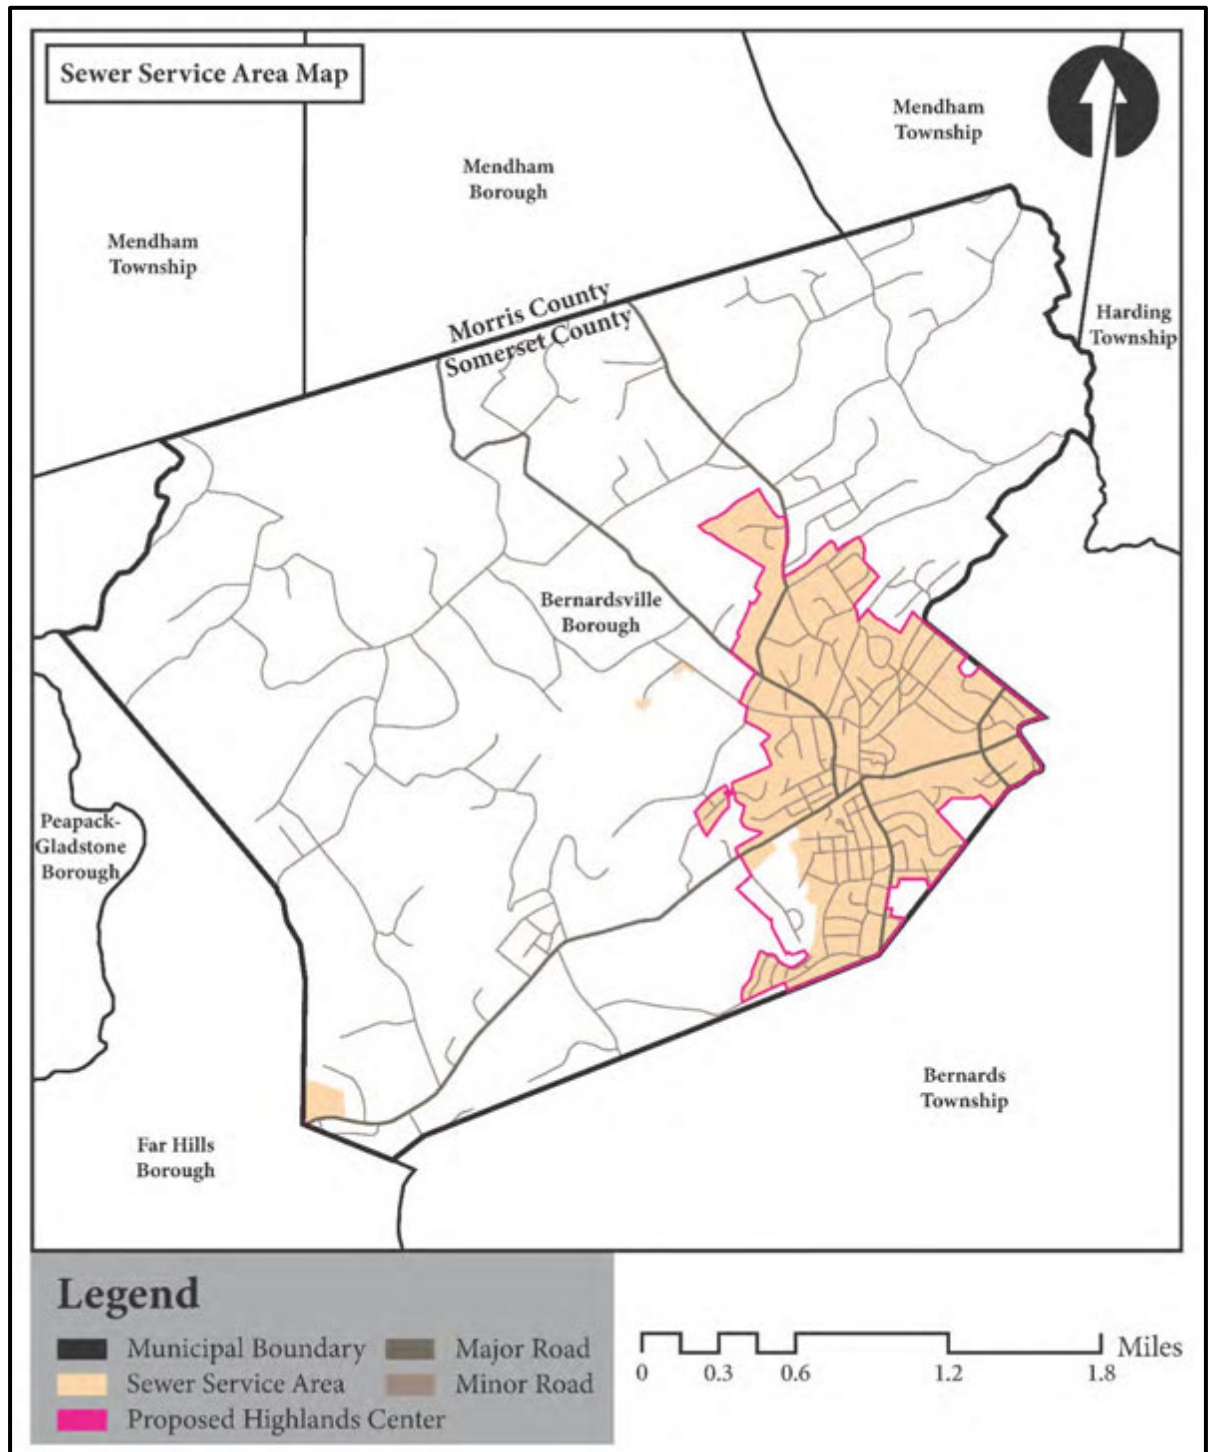 Sewer Service Area Map
Mendham
Township
Mendham
Borough
Mendham
Township
Harding
Township
Morris County
Somerset County
Bernardsville
Borough
Peapack-
Gladstone
Borough
Bernards
Township
Far Hills
Borough
Legend
Municipal Boundary
Major Road
Sewer Service Area
Minor Road
Proposed Highlands Center
Miles
0 0.3 0.6 1.2 1.8